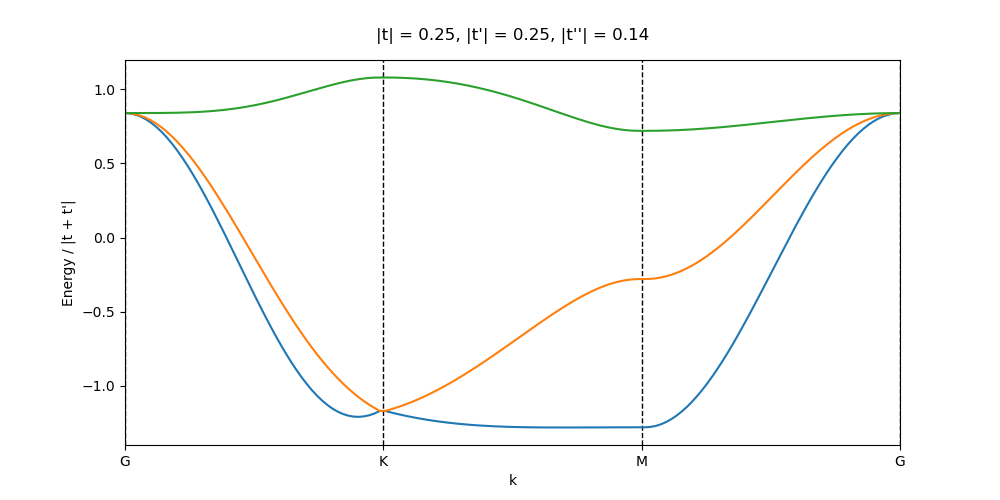 |t| = 0.25, |t'| = 0.25, |t''| = 0.14
1.0
0.5
0.0
−0.5
−1.0
Energy / |t + t'|
G K M G
k